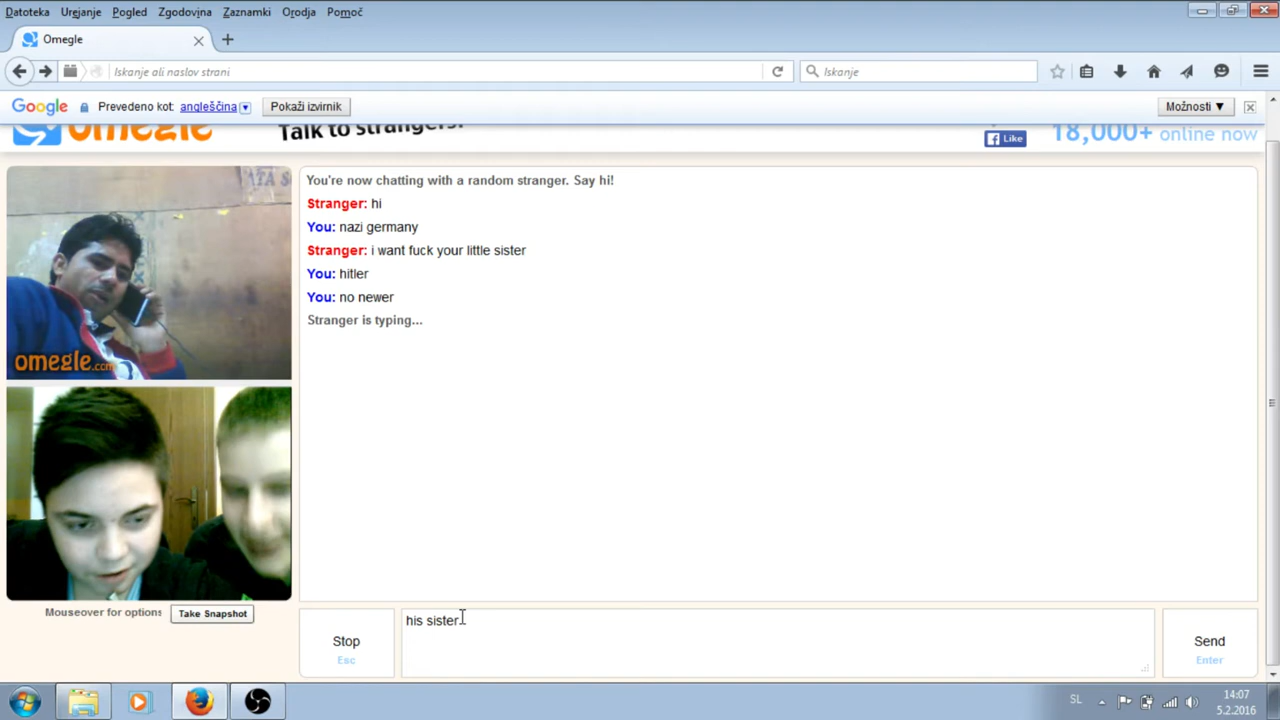 Datoteka Urejanje Pogled Zgodovina Zaznamki Orodja Pomoč
Omegle
Iskanje ali naslov strani
Iskanje
Google Prevedeno kot: angleščina Pokaži izvirnik Možnosti ▼
omegle Talk to strangers! Like 18,000+ online now
You're now chatting with a random stranger. Say hi!
Stranger: hi
You: nazi germany
Stranger: i want fuck your little sister
You: hitler
You: no newer
Stranger is typing...
omegle.com
Mouseover for options Take Snapshot
Stop
Esc
his sister
Send
Enter
SL
14:07
5.2.2016